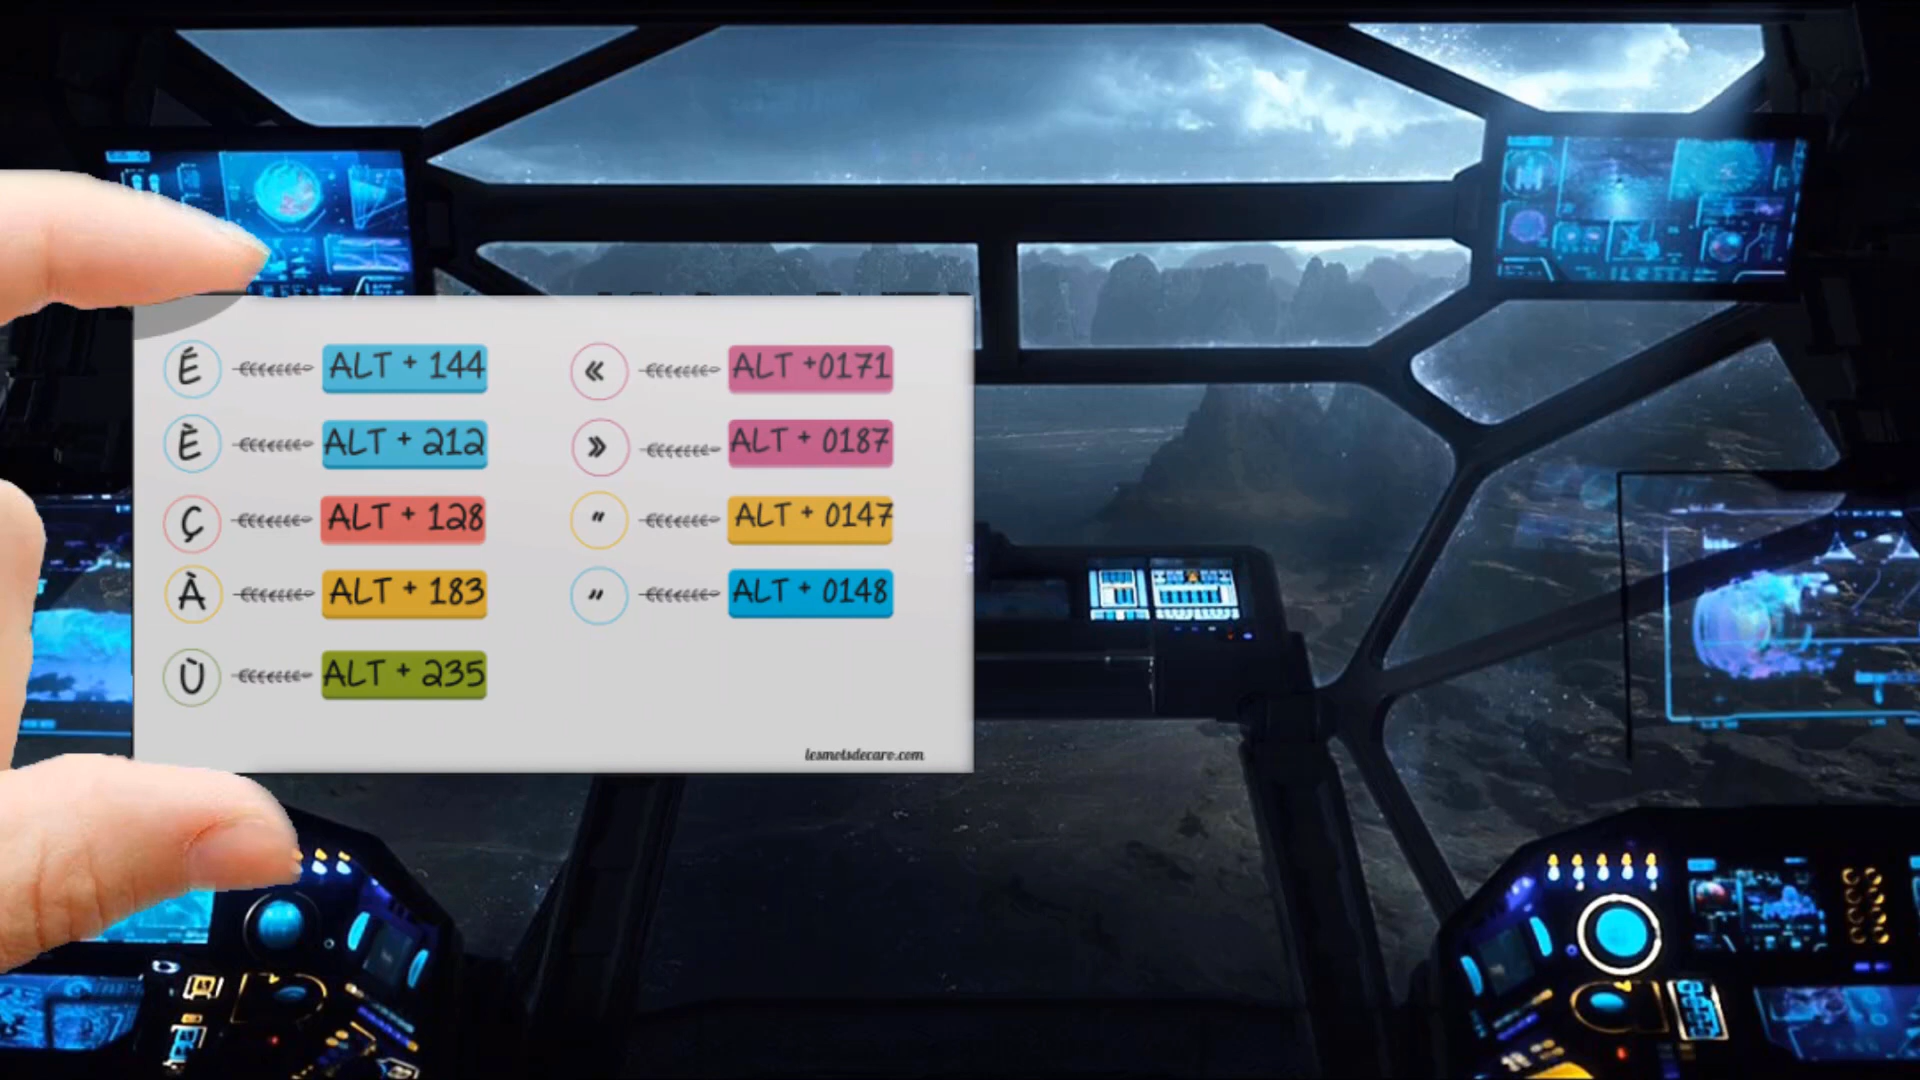 É ALT + 144
È ALT + 212
Ç ALT + 128
À ALT + 183
Ù ALT + 235
« ALT +0171
» ALT + 0187
“ ALT + 0147
” ALT + 0148
lesmotsdecaro.com